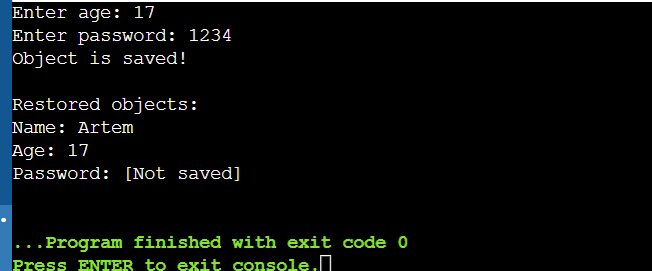 Enter age: 17
Enter password: 1234
Object is saved!
Restored objects:
Name: Artem
Age: 17
Password: [Not saved]
...Program finished with exit code 0
Press ENTER to exit console.